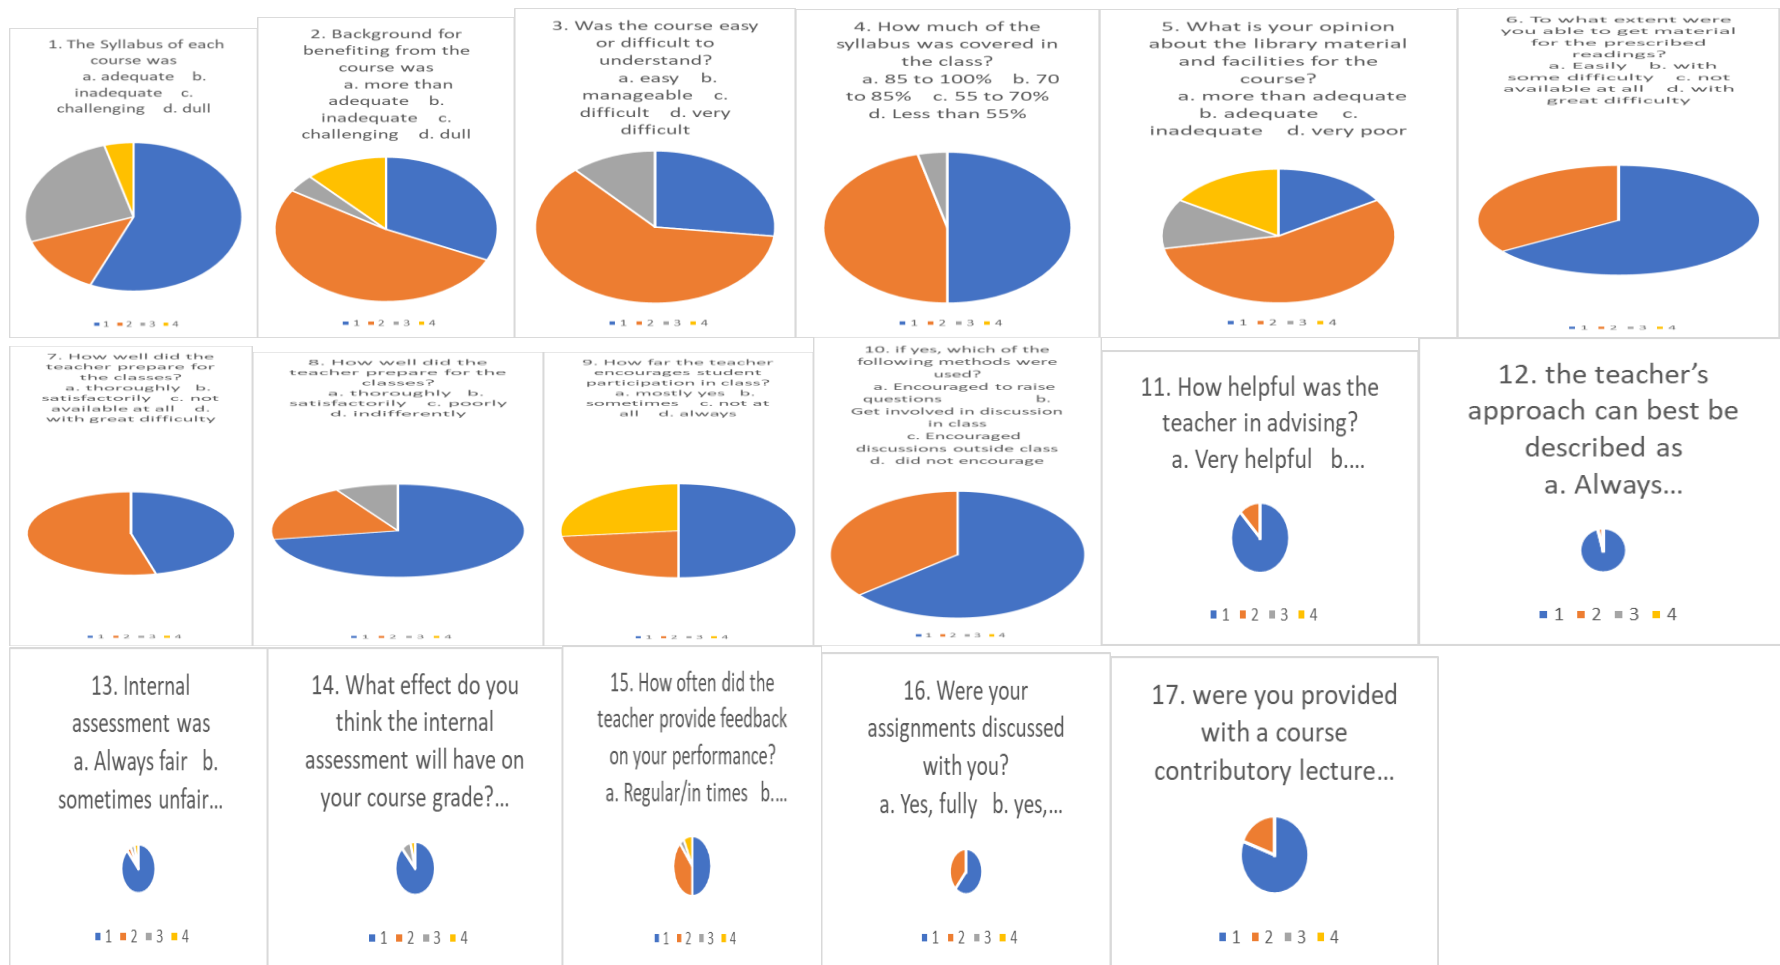 1. The Syllabus of each
course was
a. adequate b.
inadequate c.
challenging d. dull
1 2 3 4
2. Background for
benefiting from the
course was
a. more than
adequate b.
inadequate c.
challenging d. dull
1 2 3 4
3. Was the course easy
or difficult to
understand?
a. easy b.
manageable c.
difficult d. very
difficult
1 2 3 4
4. How much of the
syllabus was covered in
the class?
a. 85 to 100% b. 70
to 85% c. 55 to 70%
d. Less than 55%
1 2 3 4
5. What is your opinion
about the library material
and facilities for the
course?
a. more than adequate
b. adequate c.
inadequate d. very poor
1 2 3 4
6. To what extent were
you able to get material
for the prescribed
readings?
a. Easily b. with
some difficulty c. not
available at all d. with
great difficulty
1 2 3 4
7. How well did the
teacher prepare for
the classes?
a. thoroughly b.
satisfactorily c. not
available at all d.
with great difficulty
1 2 3 4
8. How well did the
teacher prepare for the
classes?
a. thoroughly b.
satisfactorily c. poorly
d. indifferently
1 2 3 4
9. How far the teacher
encourages student
participation in class?
a. mostly yes b.
sometimes c. not at
all d. always
1 2 3 4
10. if yes, which of the
following methods were
used?
a. Encouraged to raise
questions b.
Get involved in discussion
in class
c. Encouraged
discussions outside class
d. did not encourage
1 2 3 4
11. How helpful was the
teacher in advising?
a. Very helpful b....
1 2 3 4
12. the teacher’s
approach can best be
described as
a. Always...
1 2 3 4
13. Internal
assessment was
a. Always fair b.
sometimes unfair...
1 2 3 4
14. What effect do you
think the internal
assessment will have on
your course grade?...
1 2 3 4
15. How often did the
teacher provide feedback
on your performance?
a. Regular/in times b....
1 2 3 4
16. Were your
assignments discussed
with you?
a. Yes, fully b. yes,...
1 2 3 4
17. were you provided
with a course
contributory lecture...
1 2 3 4